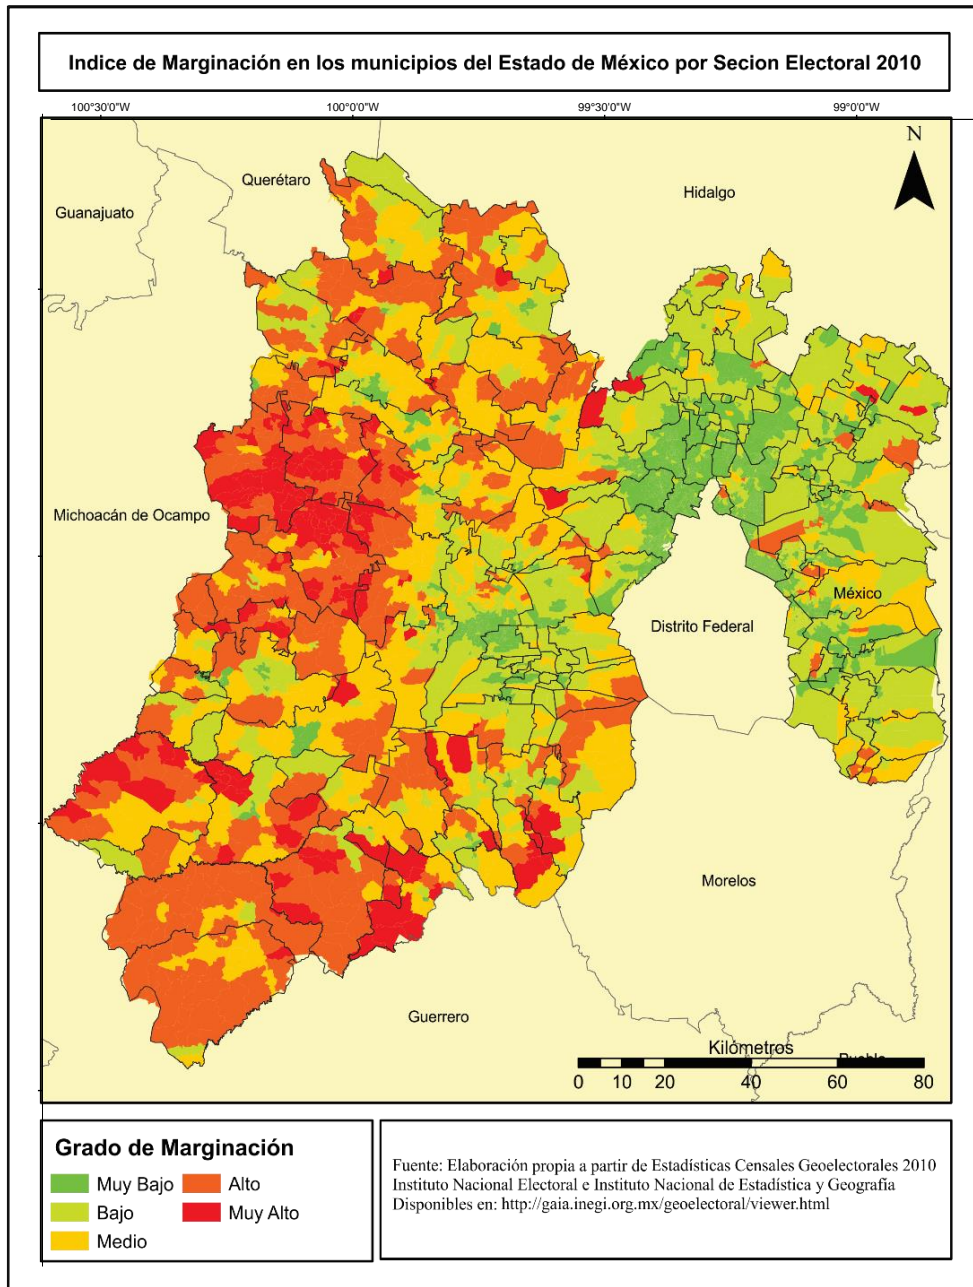 Indice de Marginación en los municipios del Estado de México por Secion Electoral 2010
100°30'0"W 100°0'0"W 99°30'0"W 99°0'0"W
N
Querétaro
Hidalgo
Guanajuato
Michoacán de Ocampo
México
Distrito Federal
Morelos
Guerrero
Kilómetros
Puebla
0 10 20 40 60 80
Grado de Marginación
Muy Bajo
Bajo
Medio
Alto
Muy Alto
Fuente: Elaboración propia a partir de Estadísticas Censales Geoelectorales 2010
Instituto Nacional Electoral e Instituto Nacional de Estadística y Geografía
Disponibles en: http://gaia.inegi.org.mx/geoelectoral/viewer.html